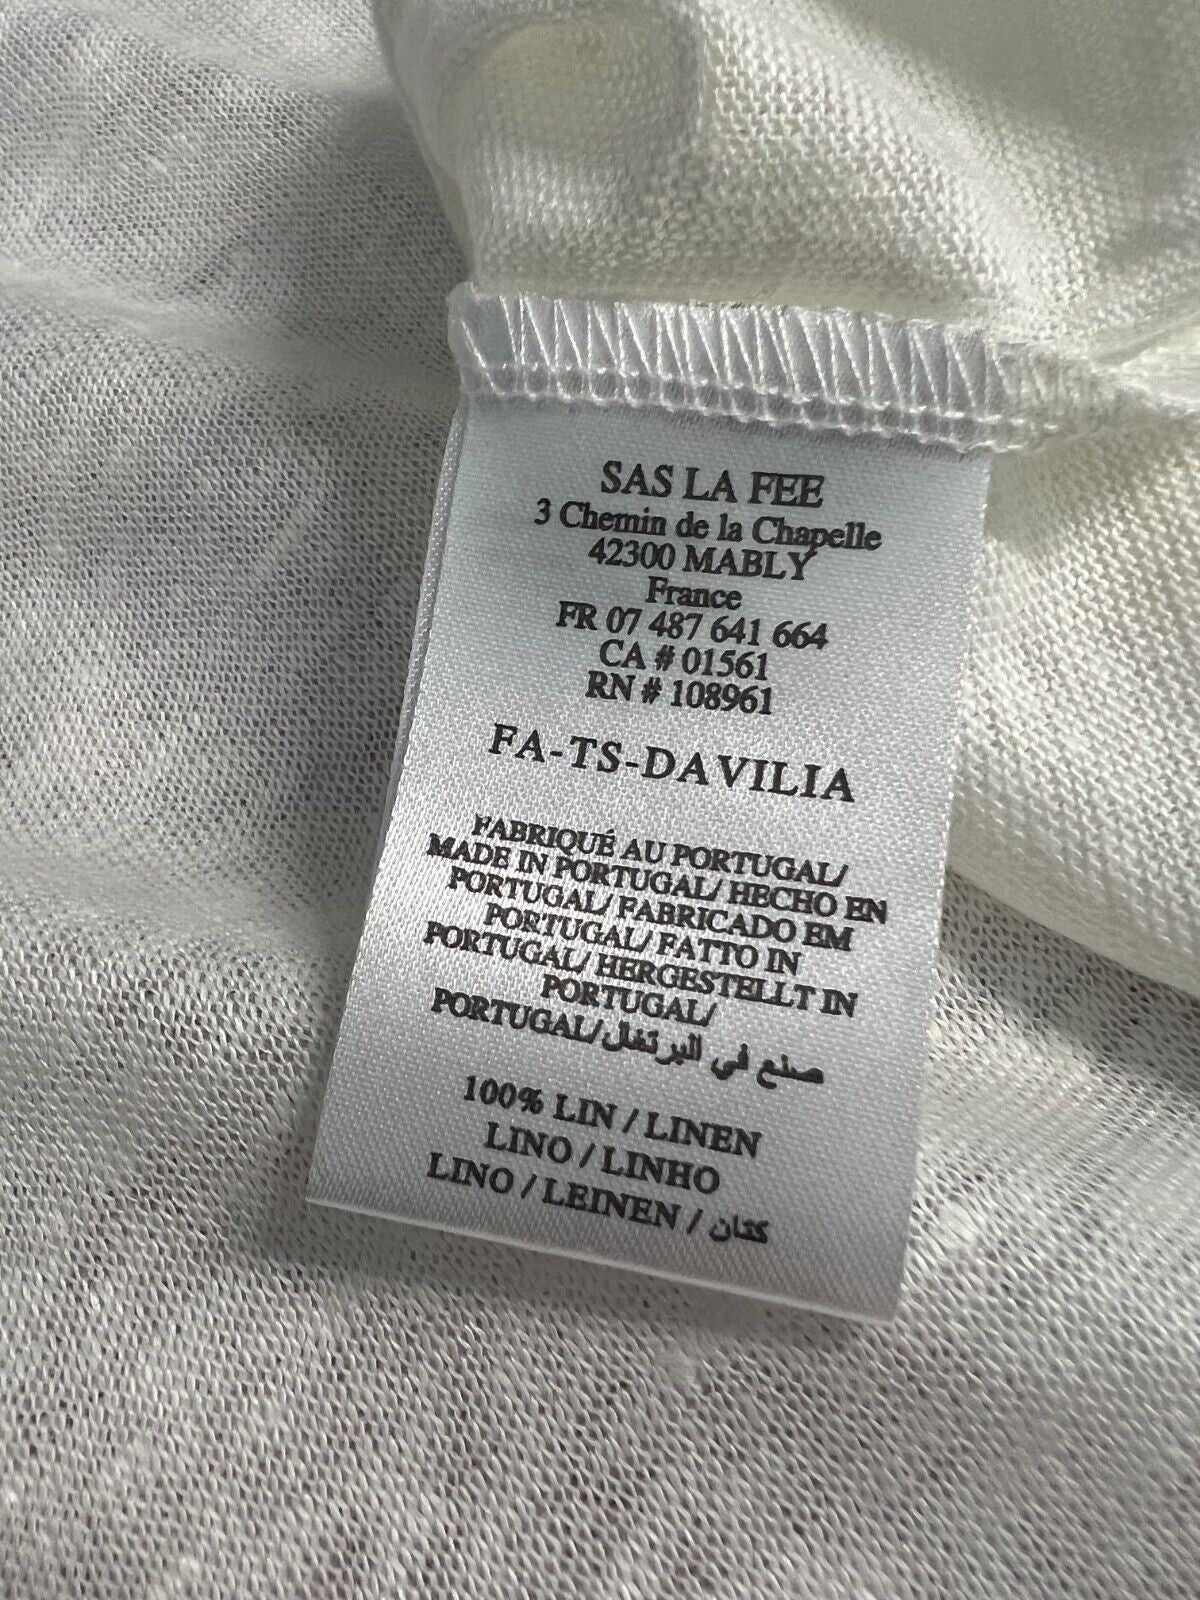 SAS LA FEE
3 Chemin de la Chapelle
42300 MABLY
France
FR 07 487 641 664
CA # 01561
RN # 108961
FA-TS-DAVILIA
FABRIQUÉ AU PORTUGAL/
MADE IN PORTUGAL/ HECHO EN
PORTUGAL/ FABRICADO EM
PORTUGAL/ FATTO IN
PORTUGAL/ HERGESTELLT IN
PORTUGAL/
PORTUGAL/صنع في البرتغال
100% LIN / LINEN
LINO / LINHO
LINO / LEINEN / كتان